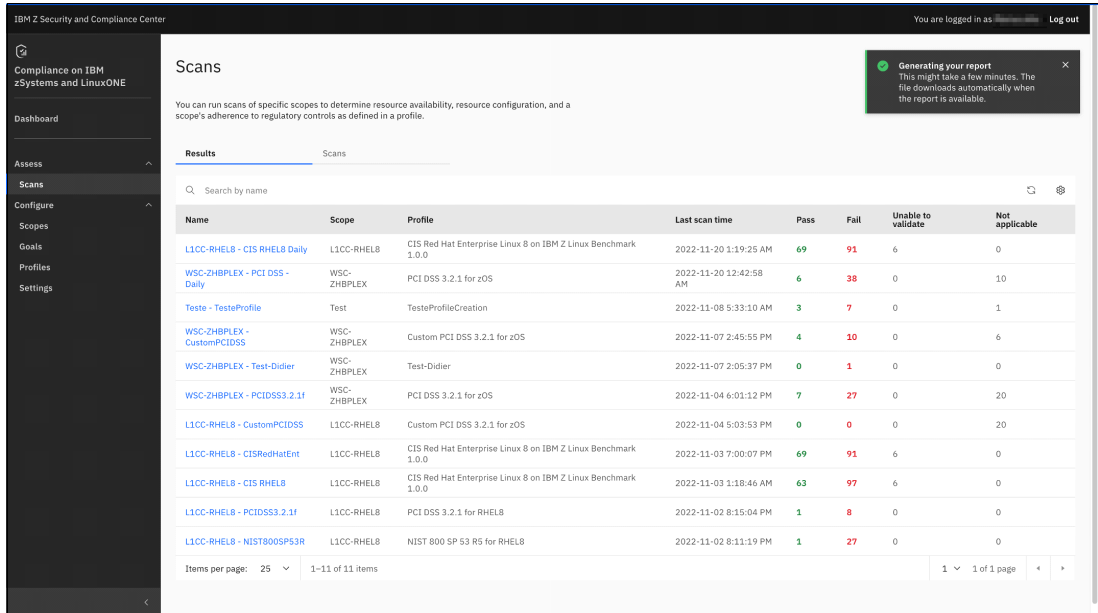 IBM Z Security and Compliance Center
You are logged in as
Log out
Compliance on IBM
zSystems and LinuxONE
Dashboard
Assess
Scans
Configure
Scopes
Goals
Profiles
Settings
Scans
You can run scans of specific scopes to determine resource availability, resource configuration, and a
scope's adherence to regulatory controls as defined in a profile.
Generating your report
This might take a few minutes. The
file downloads automatically when
the report is available.
Results Scans
Search by name
Name Scope Profile Last scan time Pass Fail Unable to validate Not applicable
L1CC-RHEL8 - CIS RHEL8 Daily L1CC-RHEL8 CIS Red Hat Enterprise Linux 8 on IBM Z Linux Benchmark 1.0.0 2022-11-20 1:19:25 AM 69 91 6 0
WSC-ZHBPLEX - PCI DSS - Daily WSC-ZHBPLEX PCI DSS 3.2.1 for zOS 2022-11-20 12:42:58 AM 6 38 0 10
Teste - TesteProfile Test TesteProfileCreation 2022-11-08 5:33:10 AM 3 7 0 1
WSC-ZHBPLEX - CustomPCIDSS WSC-ZHBPLEX Custom PCI DSS 3.2.1 for zOS 2022-11-07 2:45:55 PM 4 10 0 6
WSC-ZHBPLEX - Test-Didier WSC-ZHBPLEX Test-Didier 2022-11-07 2:05:37 PM 0 1 0 0
WSC-ZHBPLEX - PCIDSS3.2.1f WSC-ZHBPLEX PCI DSS 3.2.1 for zOS 2022-11-04 6:01:12 PM 7 27 0 20
L1CC-RHEL8 - CustomPCIDSS L1CC-RHEL8 Custom PCI DSS 3.2.1 for zOS 2022-11-04 5:03:53 PM 0 0 0 20
L1CC-RHEL8 - CISRedHatEnt L1CC-RHEL8 CIS Red Hat Enterprise Linux 8 on IBM Z Linux Benchmark 1.0.0 2022-11-03 7:00:07 PM 69 91 6 0
L1CC-RHEL8 - CIS RHEL8 L1CC-RHEL8 CIS Red Hat Enterprise Linux 8 on IBM Z Linux Benchmark 1.0.0 2022-11-03 1:18:46 AM 63 97 6 0
L1CC-RHEL8 - PCIDSS3.2.1f L1CC-RHEL8 PCI DSS 3.2.1 for RHEL8 2022-11-02 8:15:04 PM 1 8 0 0
L1CC-RHEL8 - NIST800SP53R L1CC-RHEL8 NIST 800 SP 53 R5 for RHEL8 2022-11-02 8:11:19 PM 1 27 0 0
Items per page: 25 1–11 of 11 items 1 1 of 1 page